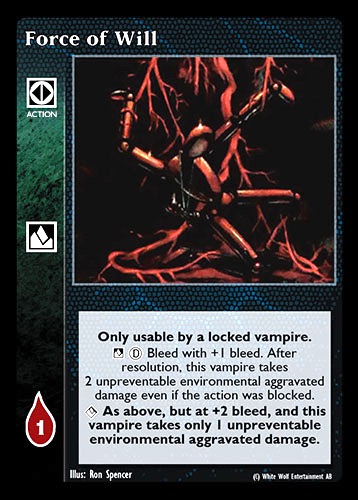 Force of Will
ACTION
Only usable by a locked vampire.
D Bleed with +1 bleed. After
resolution, this vampire takes
2 unpreventable environmental aggravated
damage even if the action was blocked.
As above, but at +2 bleed, and this
vampire takes only 1 unpreventable
environmental aggravated damage.
1
Illus: Ron Spencer
(C) White Wolf Entertainment AB